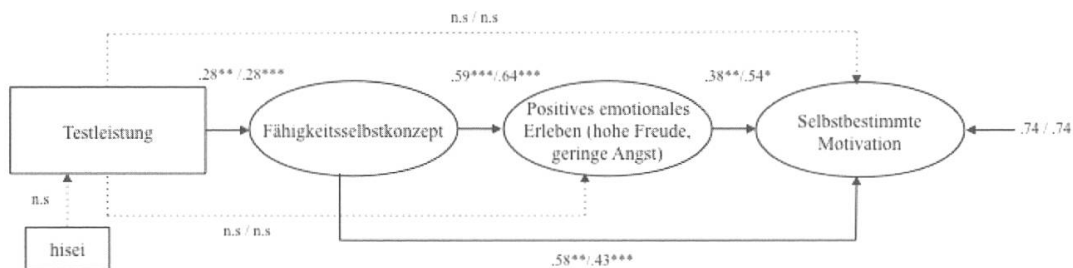 n.s / n.s
.28** /.28***
.59***/.64***
.38**/.54*
Testleistung
Fähigkeitsselbstkonzept
Positives emotionales
Erleben (hohe Freude,
geringe Angst)
Selbstbestimmte
Motivation
.74 / .74
n.s
n.s / n.s
hisei
.58**/.43***